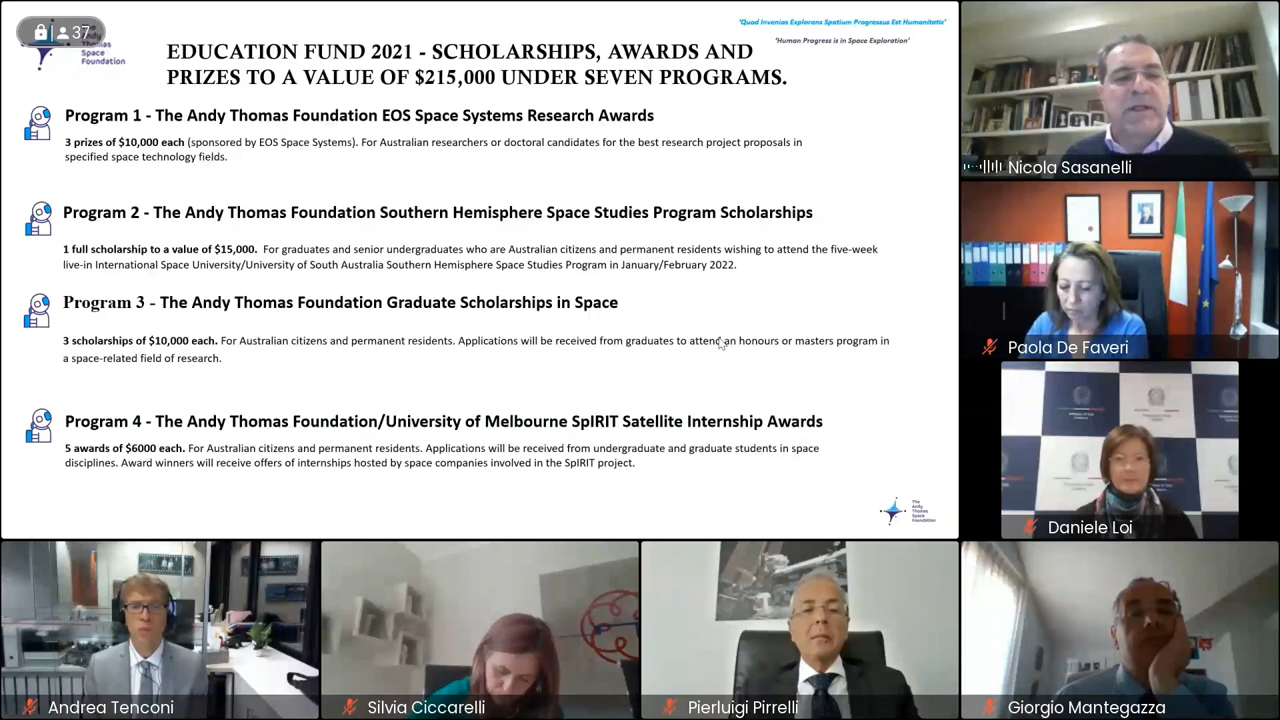 37
Thomas
Space
Foundation
'Quod Invenias Explorans Spatium Progressus Est Humanitatis'
'Human Progress is in Space Exploration'
EDUCATION FUND 2021 - SCHOLARSHIPS, AWARDS AND
PRIZES TO A VALUE OF $215,000 UNDER SEVEN PROGRAMS.
Program 1 - The Andy Thomas Foundation EOS Space Systems Research Awards
3 prizes of $10,000 each (sponsored by EOS Space Systems). For Australian researchers or doctoral candidates for the best research project proposals in
specified space technology fields.
Program 2 - The Andy Thomas Foundation Southern Hemisphere Space Studies Program Scholarships
1 full scholarship to a value of $15,000. For graduates and senior undergraduates who are Australian citizens and permanent residents wishing to attend the five-week
live-in International Space University/University of South Australia Southern Hemisphere Space Studies Program in January/February 2022.
Program 3 - The Andy Thomas Foundation Graduate Scholarships in Space
3 scholarships of $10,000 each. For Australian citizens and permanent residents. Applications will be received from graduates to attend an honours or masters program in
a space-related field of research.
Program 4 - The Andy Thomas Foundation/University of Melbourne SpIRIT Satellite Internship Awards
5 awards of $6000 each. For Australian citizens and permanent residents. Applications will be received from undergraduate and graduate students in space
disciplines. Award winners will receive offers of internships hosted by space companies involved in the SpIRIT project.
The
Andy
Thomas
Space
Foundation
Nicola Sasanelli
Paola De Faveri
Daniele Loi
Andrea Tenconi
Silvia Ciccarelli
Pierluigi Pirrelli
Giorgio Mantegazza